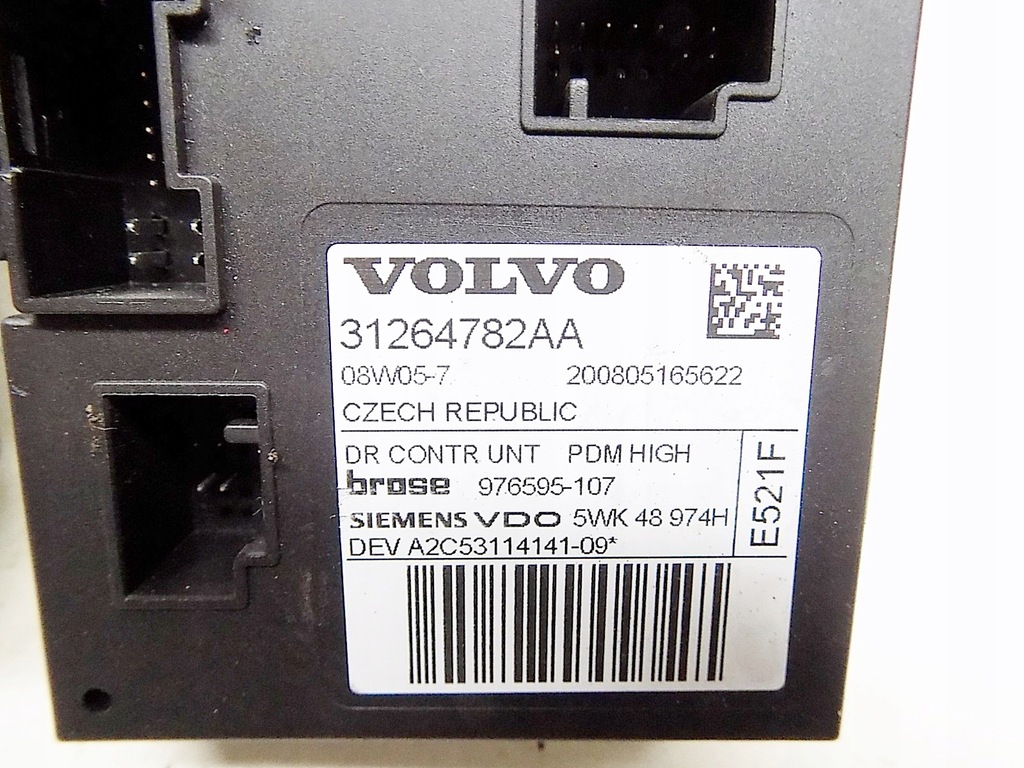 VOLVO
31264782AA
08W05-7 200805165622
CZECH REPUBLIC
DR CONTR UNT PDM HIGH
brose 976595-107
SIEMENS VDO 5WK 48 974H
DEV A2C53114141-09*
E521F